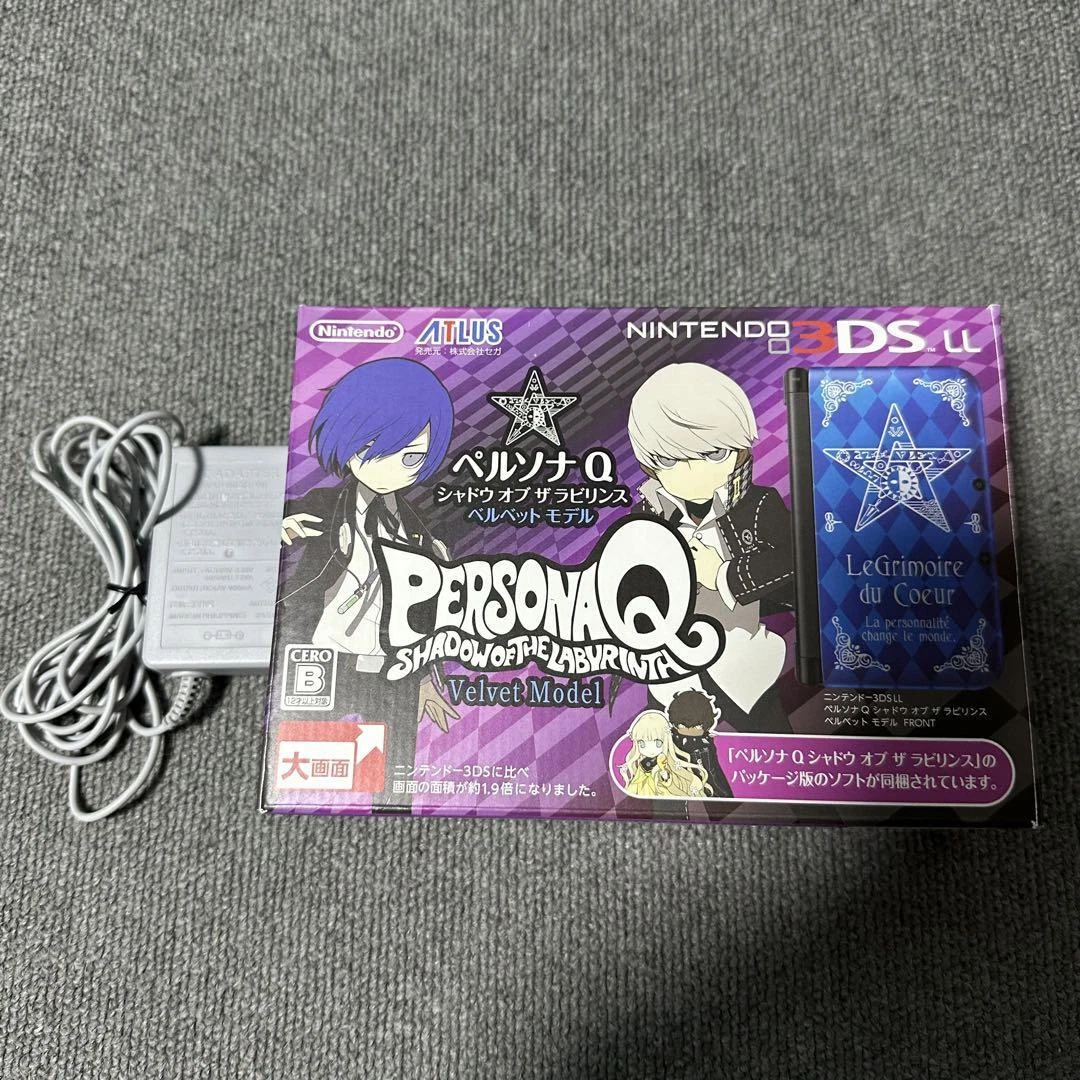 Nintendo
ATLUS
発売元：株式会社セガ
NINTENDO 3DS™ LL
ペルソナQ
シャドウ オブ ザ ラビリンス
ベルベット モデル
PERSONA Q
SHADOW OF THE LABYRINTH
Velvet Model
CERO
B
12才以上対象
大画面
ニンテンドー3DSに比べ
画面の面積が約1.9倍になりました。
LeGrimoire
du Coeur
La personnalité
change le monde.
ニンテンドー3DS LL
ペルソナQ シャドウ オブ ザ ラビリンス
ベルベット モデル FRONT
「ペルソナQ シャドウ オブ ザ ラビリンス」の
パッケージ版のソフトが同梱されています。